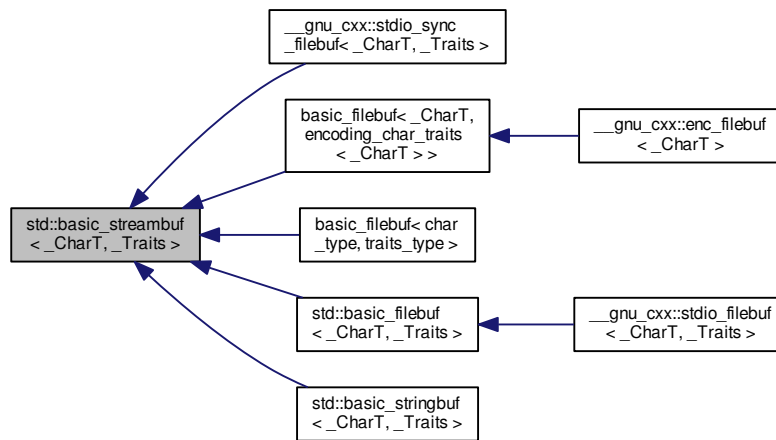 __gnu_cxx::stdio_sync
_filebuf< _CharT, _Traits >
basic_filebuf< _CharT,
encoding_char_traits
< _CharT > >
__gnu_cxx::enc_filebuf
< _CharT >
std::basic_streambuf
< _CharT, _Traits >
basic_filebuf< char
_type, traits_type >
std::basic_filebuf
< _CharT, _Traits >
__gnu_cxx::stdio_filebuf
< _CharT, _Traits >
std::basic_stringbuf
< _CharT, _Traits >